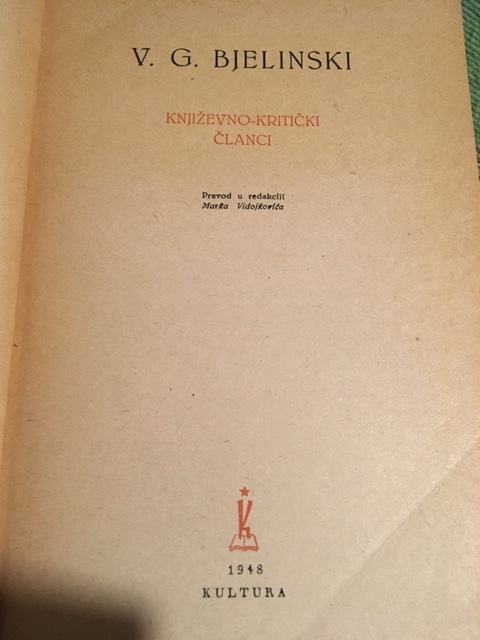 V. G. BJELINSKI
KNJIŽEVNO-KRITIČKI
ČLANCI
Prevod u redakciji
Marka Vidojkovića
K
1948
KULTURA